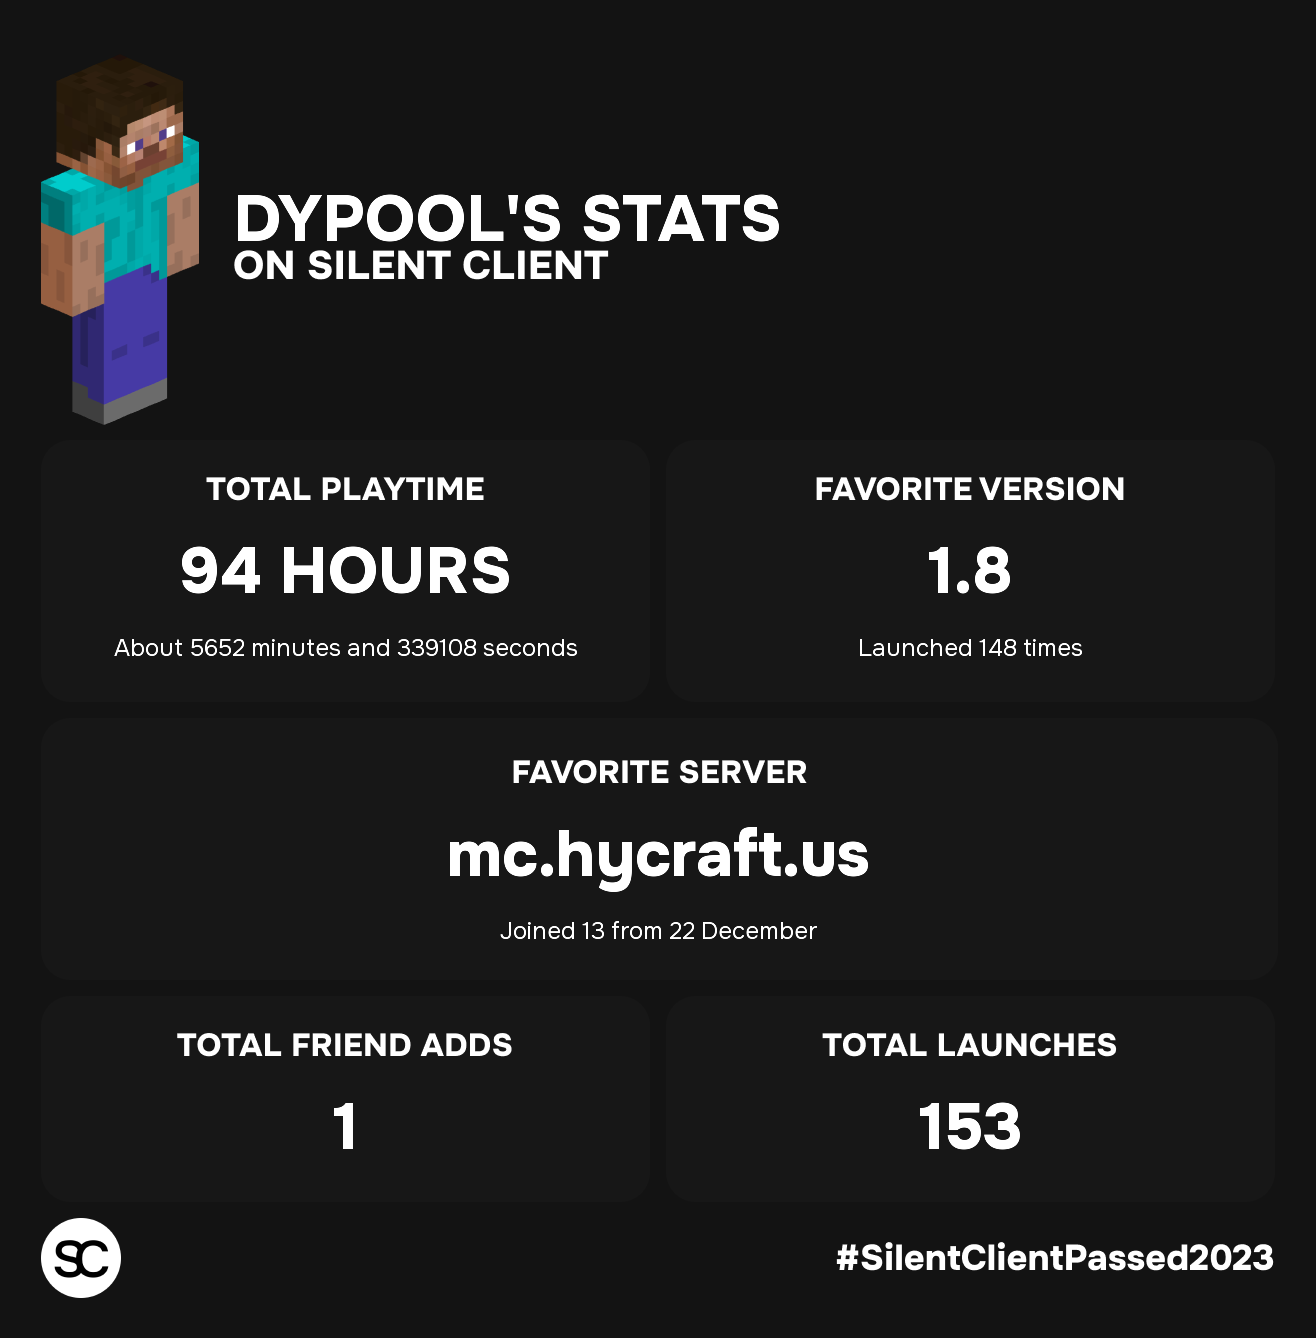 DYPOOL'S STATS
ON SILENT CLIENT
TOTAL PLAYTIME
94 HOURS
About 5652 minutes and 339108 seconds
FAVORITE VERSION
1.8
Launched 148 times
FAVORITE SERVER
mc.hycraft.us
Joined 13 from 22 December
TOTAL FRIEND ADDS
1
TOTAL LAUNCHES
153
SC
#SilentClientPassed2023